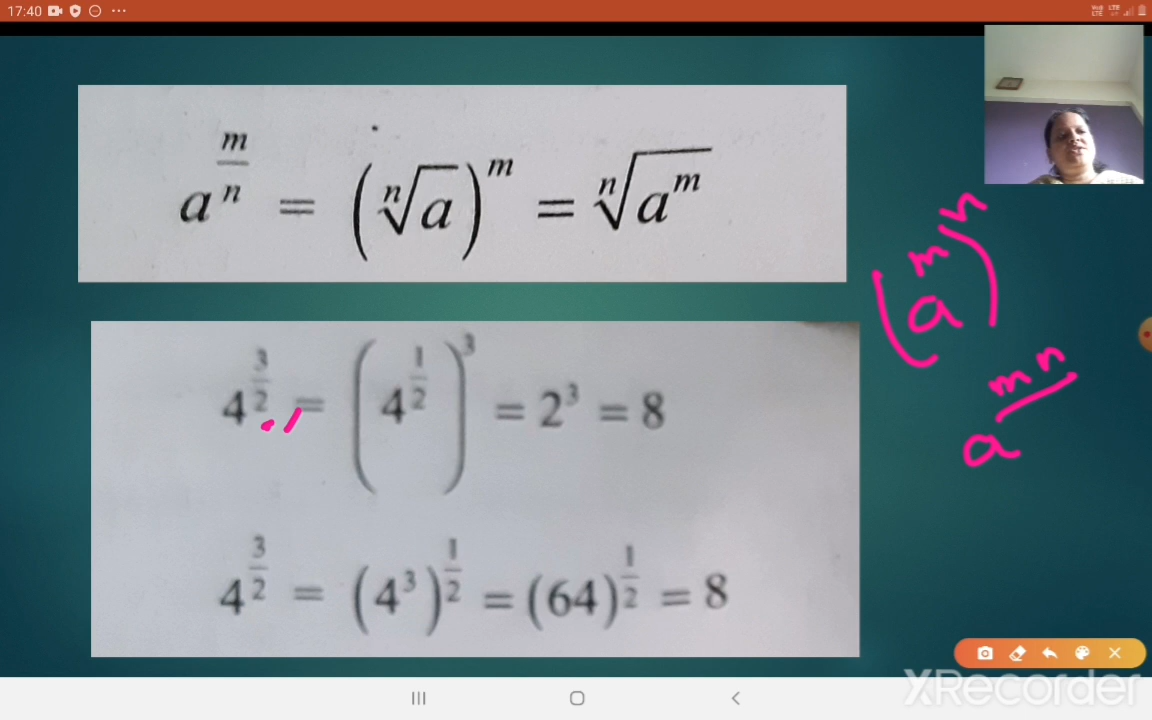 17:40
a^{m/n} = (ⁿ√a)^m = ⁿ√a^m
(a^m)^n
a^{mn}
4^{3/2} = (4^{1/2})^3 = 2^3 = 8
4^{3/2} = (4^3)^{1/2} = (64)^{1/2} = 8
XRecorder